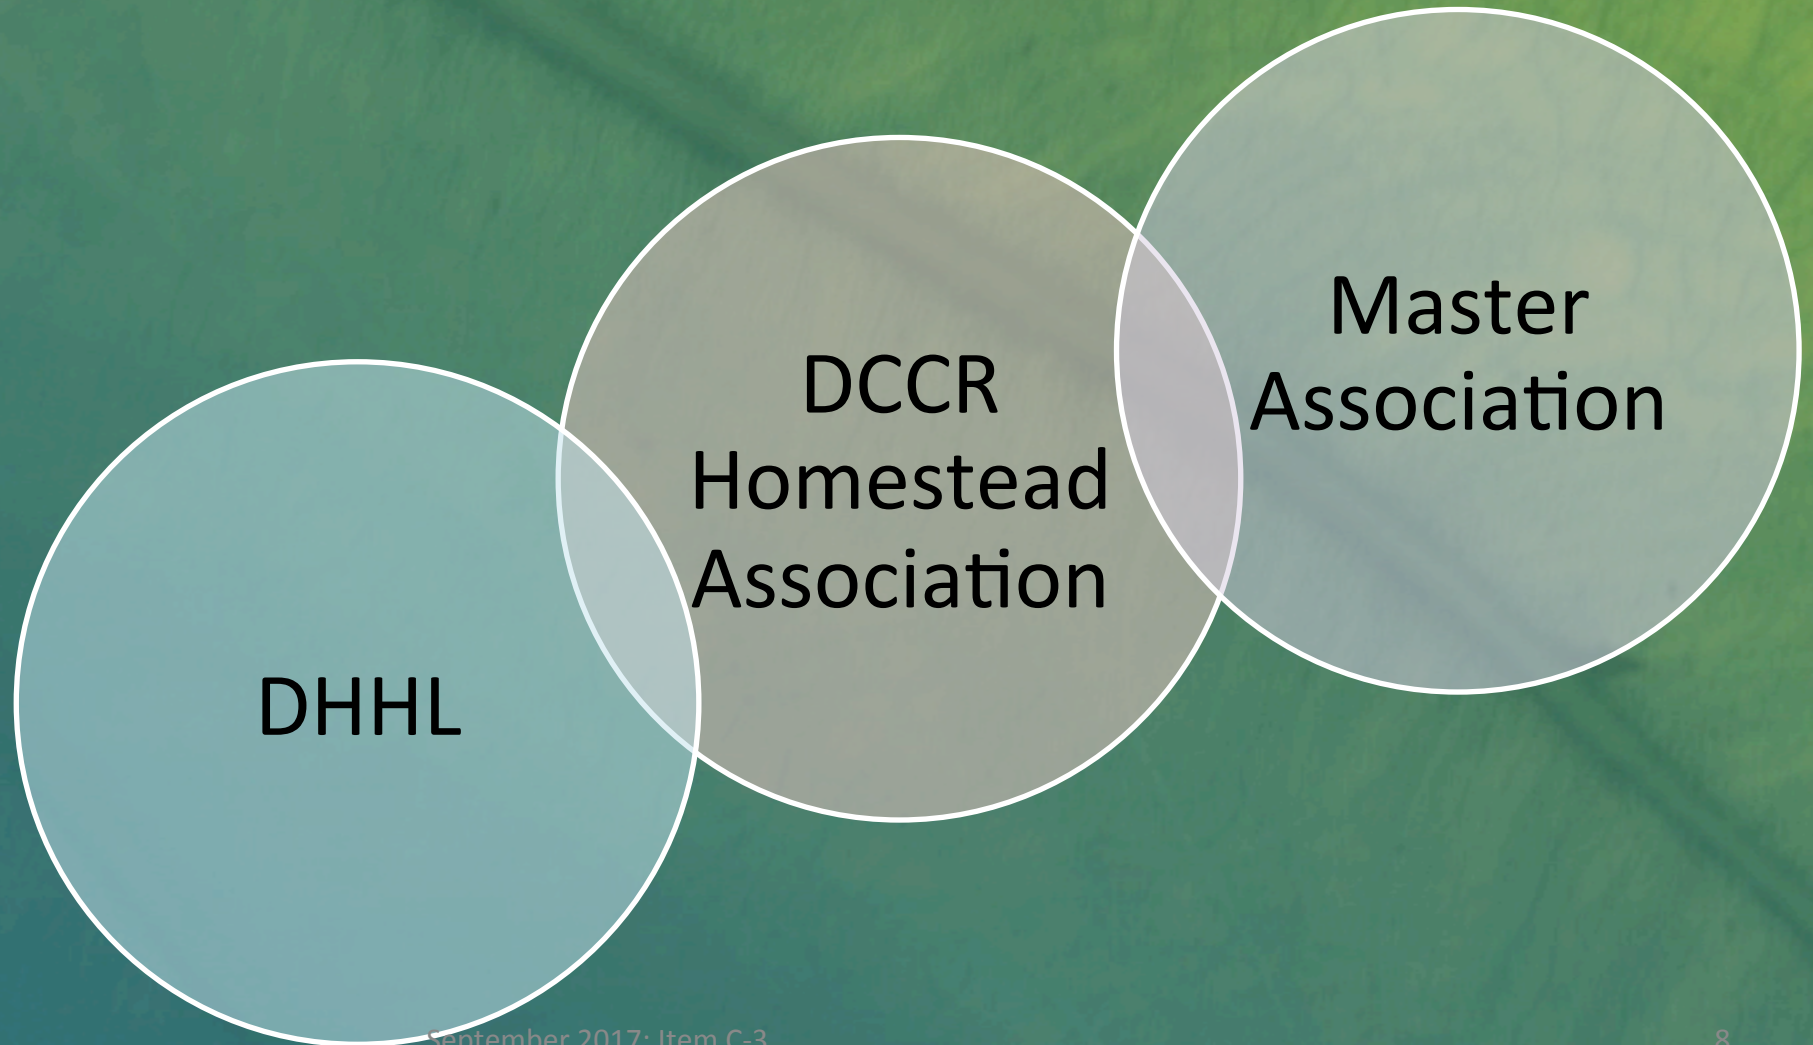 DHHL
DCCR
Homestead
Association
Master
Association
September 2017: Item C-3
8